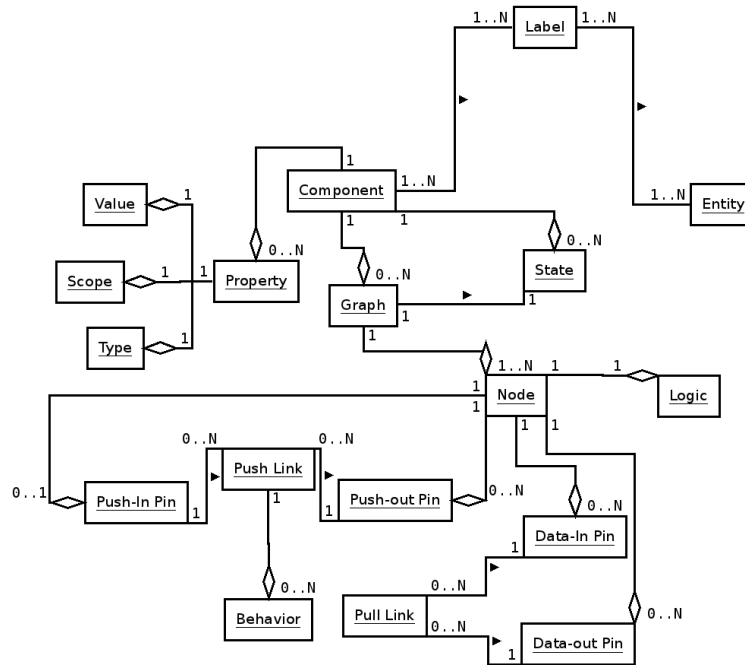 1..N
Label
1..N
1
Component
1..N
1..N
Entity
Value
1
1
1
0..N
0..N
State
Scope
1
1
Property
0..N
Graph
1
1
1
Type
1
1..N
1
1
Logic
1
Node
1
1
1
0..N
0..N
Push Link
0..1
Push-In Pin
1
1
1
Push-out Pin
0..N
0..N
1
Data-In Pin
0..N
Behavior
0..N
Pull Link
0..N
0..N
1
Data-out Pin